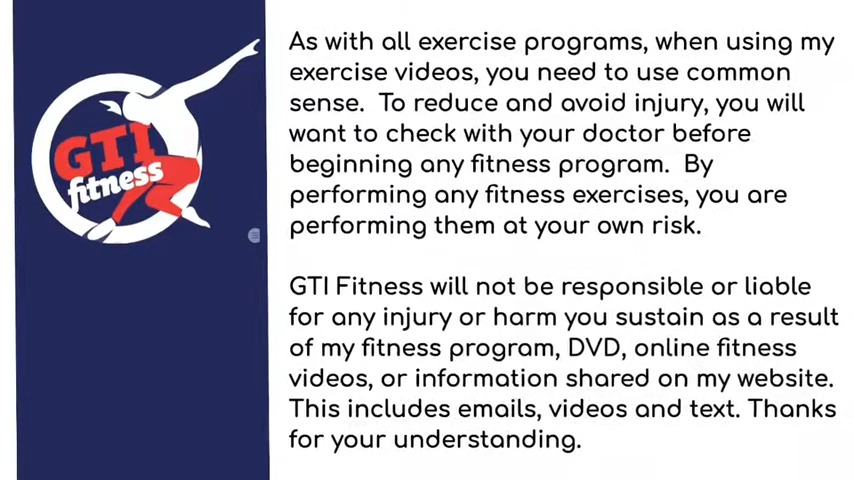 GTI
fitness
As with all exercise programs, when using my
exercise videos, you need to use common
sense.  To reduce and avoid injury, you will
want to check with your doctor before
beginning any fitness program.  By
performing any fitness exercises, you are
performing them at your own risk.
GTI Fitness will not be responsible or liable
for any injury or harm you sustain as a result
of my fitness program, DVD, online fitness
videos, or information shared on my website.
This includes emails, videos and text. Thanks
for your understanding.